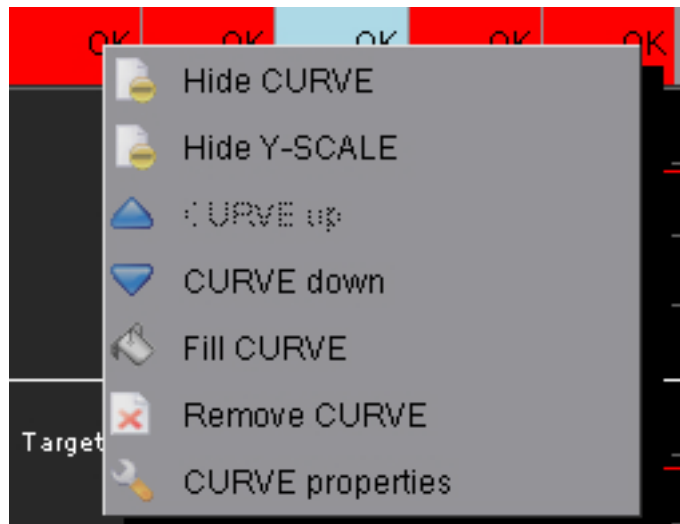 OK OK OK OK OK
Hide CURVE
Hide Y-SCALE
CURVE up
CURVE down
Fill CURVE
Remove CURVE
Target
CURVE properties